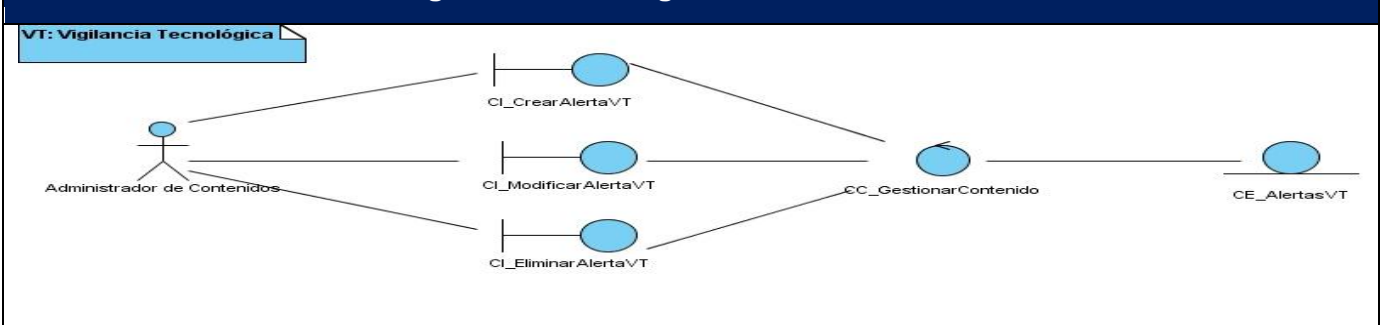 VT: Vigilancia Tecnológica
CI_CrearAlertaVT
Administrador de Contenidos
CI_ModificarAlertaVT
CC_GestionarContenido
CE_AlertasVT
CI_EliminarAlertaVT